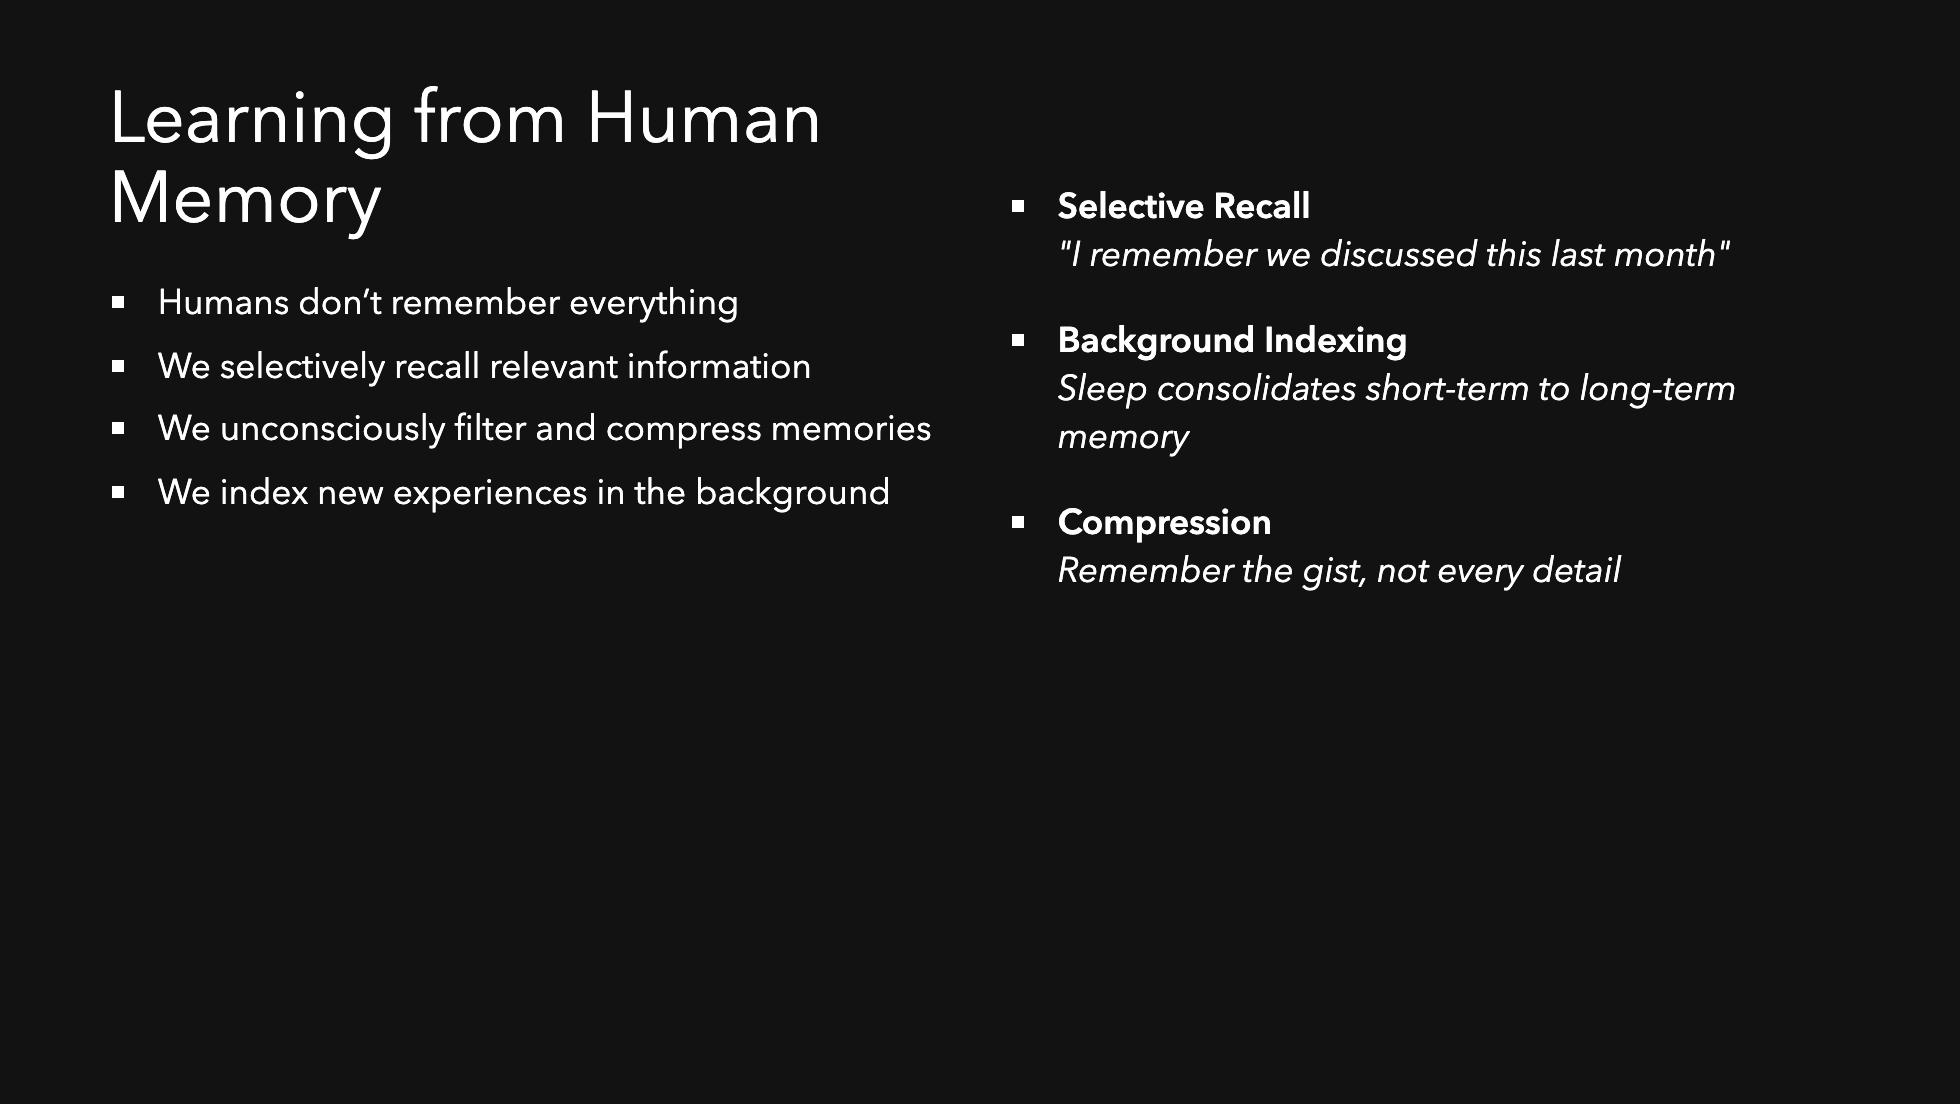 Learning from Human
Memory
▪ Humans don’t remember everything
▪ We selectively recall relevant information
▪ We unconsciously filter and compress memories
▪ We index new experiences in the background
▪ Selective Recall
"I remember we discussed this last month"
▪ Background Indexing
Sleep consolidates short-term to long-term
memory
▪ Compression
Remember the gist, not every detail